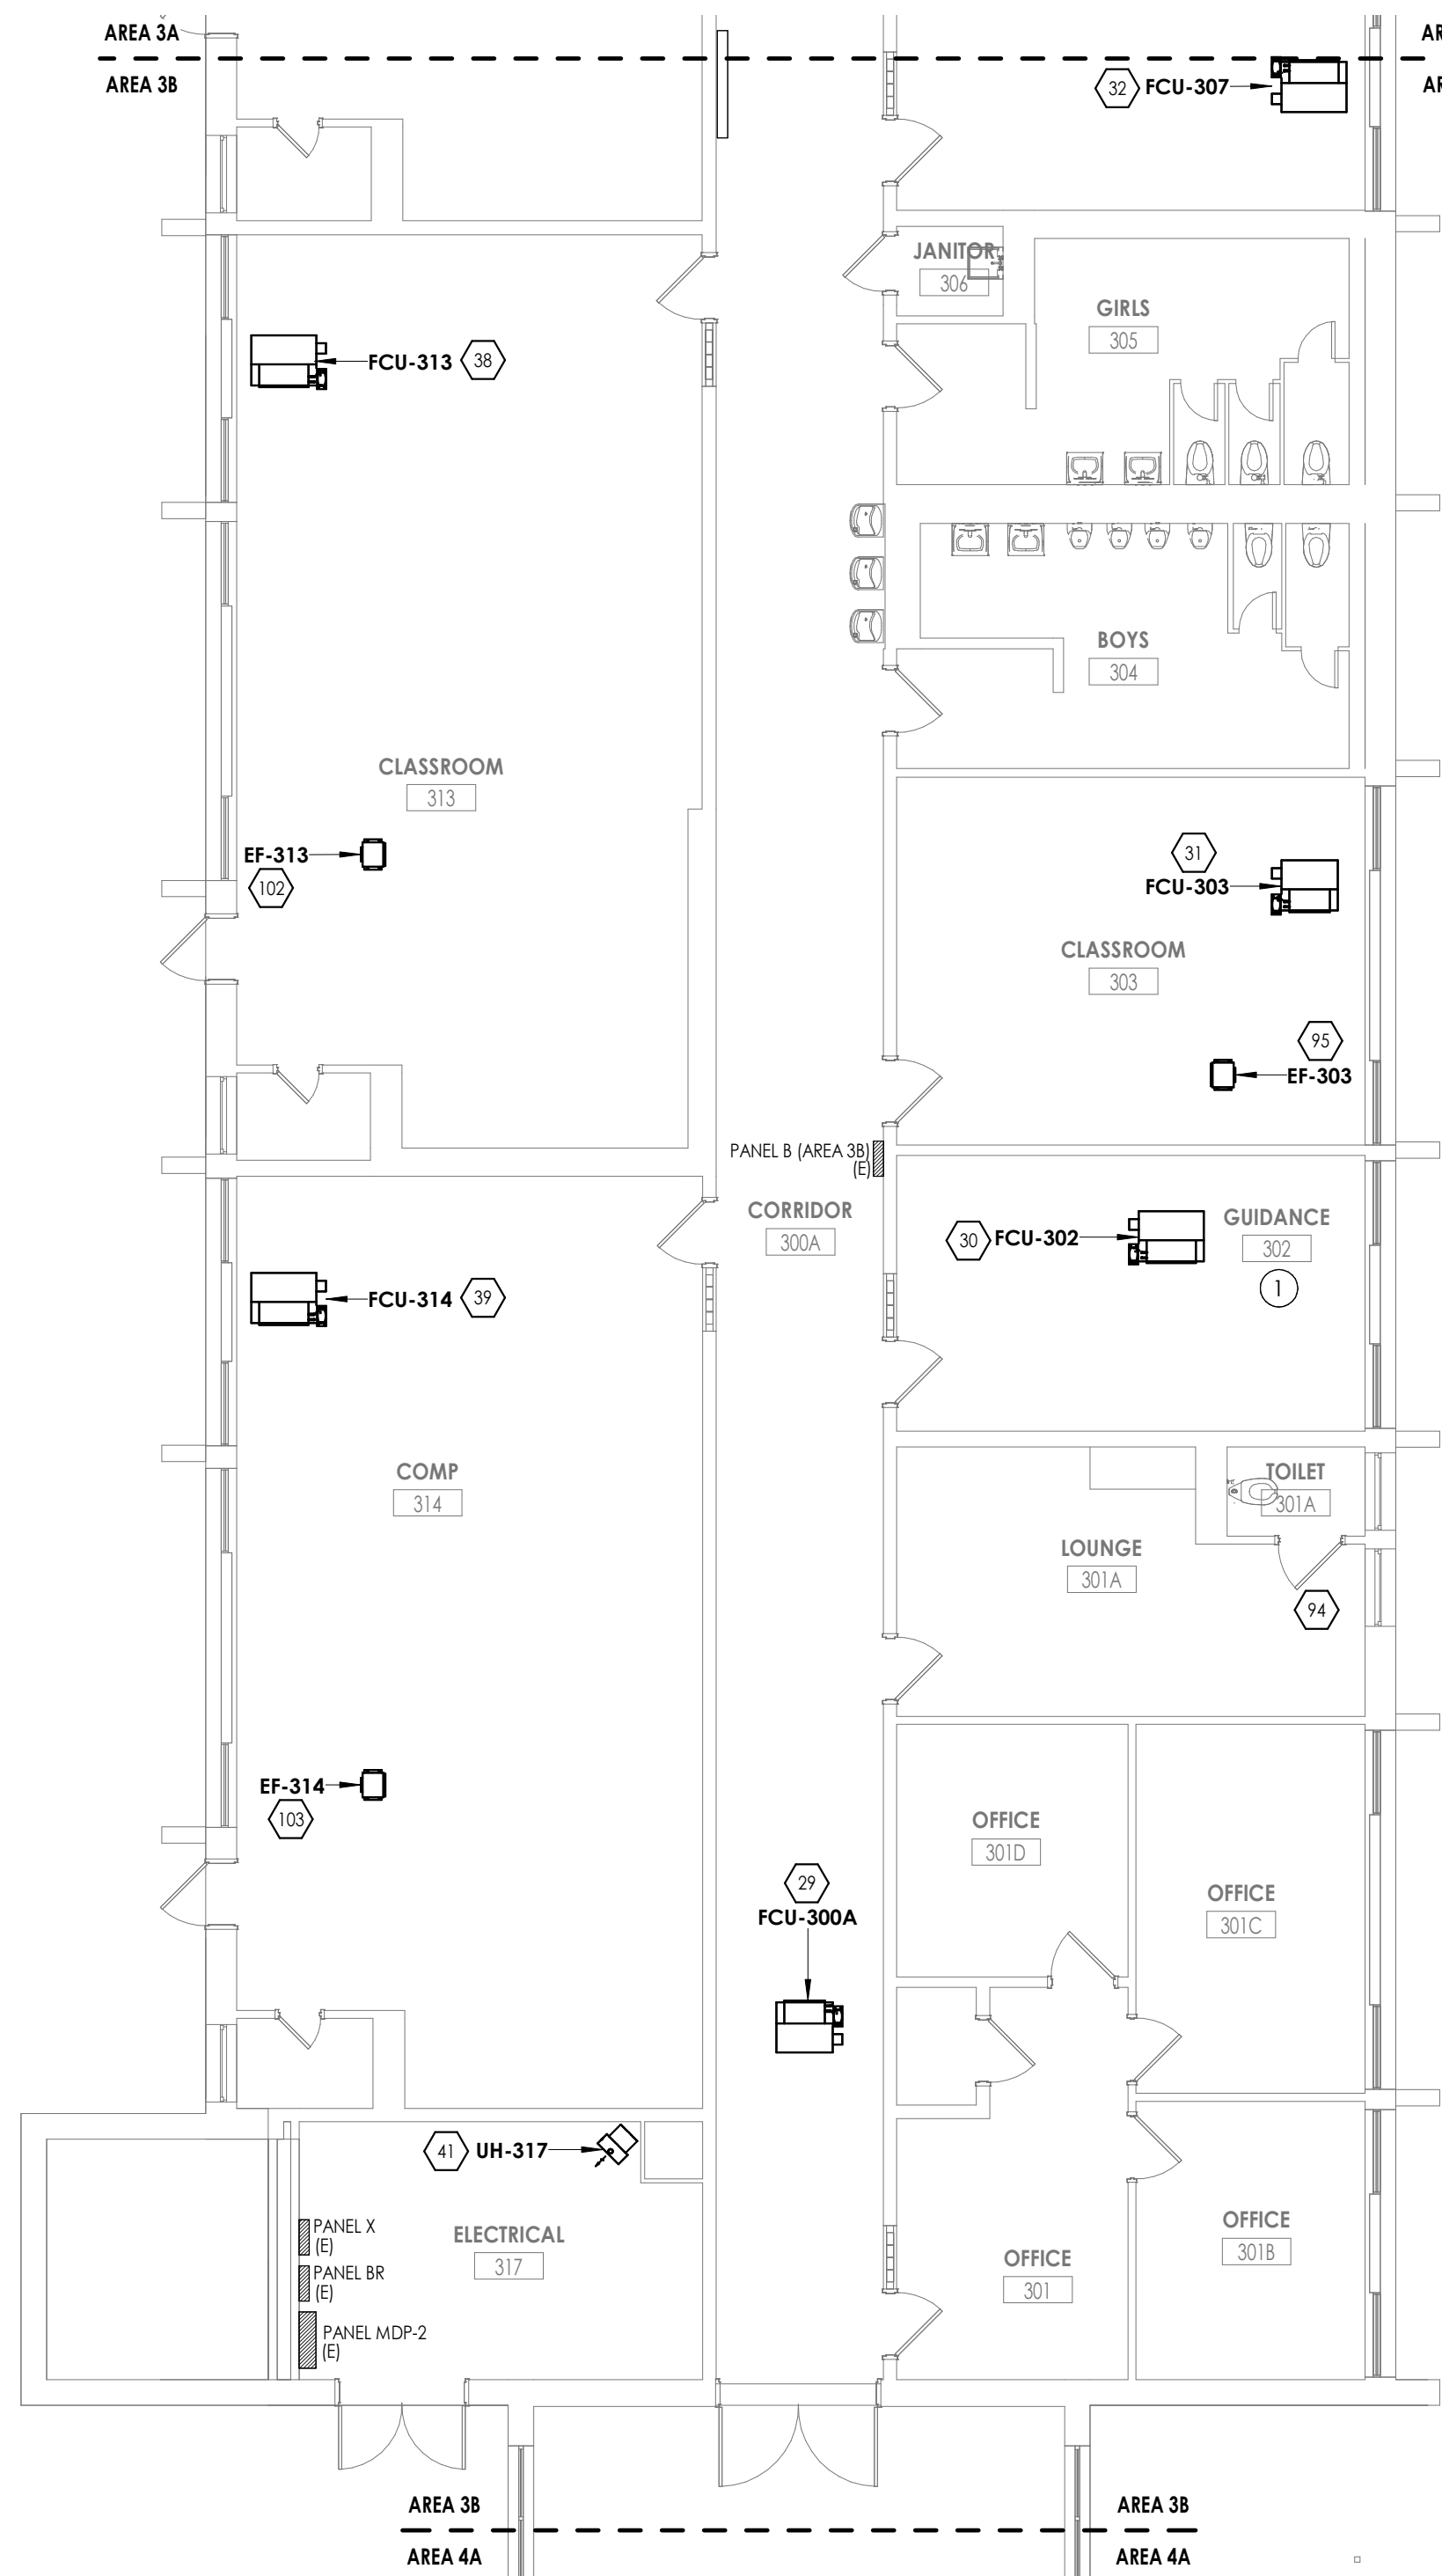 AREA 3A
AR
AREA 3B
AR
32 FCU-307
JANITOR
306
GIRLS
305
FCU-313 38
BOYS
304
CLASSROOM
313
EF-313
102
31
FCU-303
CLASSROOM
303
95
EF-303
PANEL B (AREA 3B)
(E)
CORRIDOR
300A
30 FCU-302
GUIDANCE
302
1
FCU-314 39
COMP
314
TOILET
301A
LOUNGE
301A
94
EF-314
103
OFFICE
301D
29
FCU-300A
OFFICE
301C
41 UH-317
PANEL X
(E)
ELECTRICAL
317
PANEL BR
(E)
PANEL MDP-2
(E)
OFFICE
301B
OFFICE
301
AREA 3B
AREA 3B
AREA 4A
AREA 4A